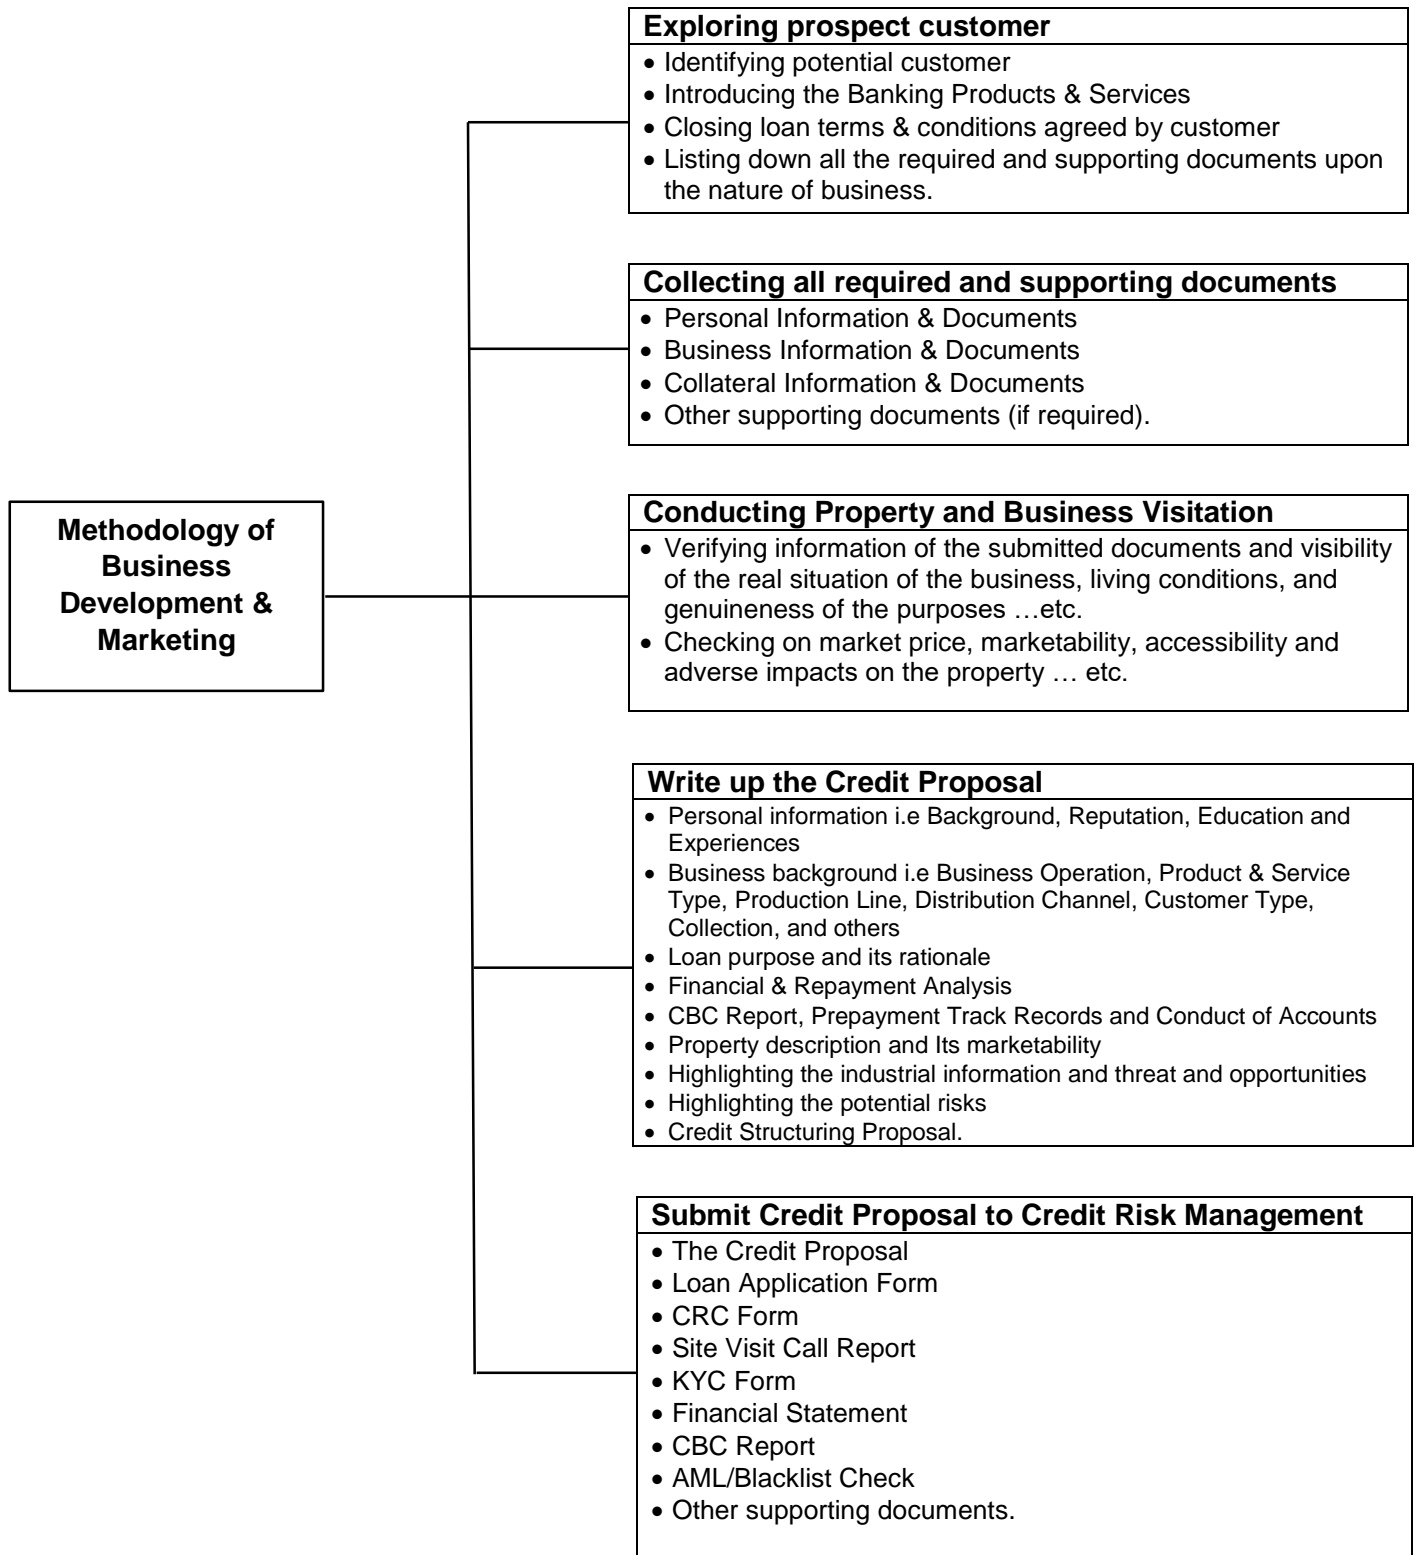 Exploring prospect customer
• Identifying potential customer
• Introducing the Banking Products & Services
• Closing loan terms & conditions agreed by customer
• Listing down all the required and supporting documents upon
the nature of business.
Collecting all required and supporting documents
• Personal Information & Documents
• Business Information & Documents
• Collateral Information & Documents
• Other supporting documents (if required).
Methodology of
Business
Development &
Marketing
Conducting Property and Business Visitation
• Verifying information of the submitted documents and visibility
of the real situation of the business, living conditions, and
genuineness of the purposes …etc.
• Checking on market price, marketability, accessibility and
adverse impacts on the property … etc.
Write up the Credit Proposal
• Personal information i.e Background, Reputation, Education and
Experiences
• Business background i.e Business Operation, Product & Service
Type, Production Line, Distribution Channel, Customer Type,
Collection, and others
• Loan purpose and its rationale
• Financial & Repayment Analysis
• CBC Report, Prepayment Track Records and Conduct of Accounts
• Property description and Its marketability
• Highlighting the industrial information and threat and opportunities
• Highlighting the potential risks
• Credit Structuring Proposal.
Submit Credit Proposal to Credit Risk Management
• The Credit Proposal
• Loan Application Form
• CRC Form
• Site Visit Call Report
• KYC Form
• Financial Statement
• CBC Report
• AML/Blacklist Check
• Other supporting documents.